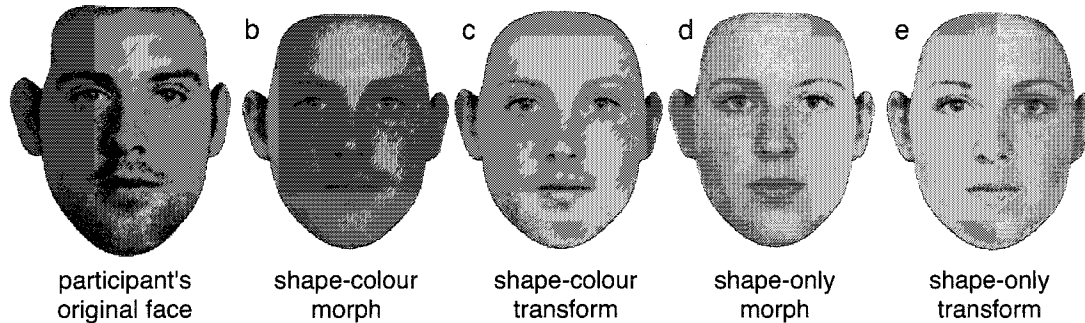 b c d e
participant's shape-colour shape-colour shape-only shape-only
original face morph transform morph transform